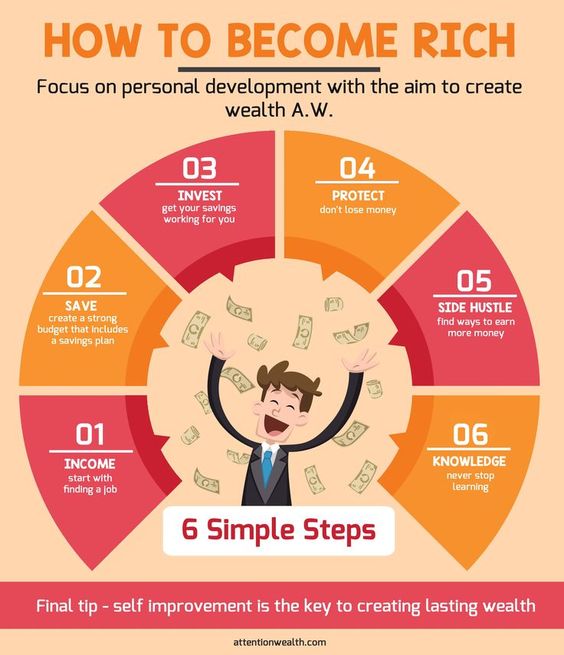 HOW TO BECOME RICH
Focus on personal development with the aim to create
wealth A.W.
01
INCOME
start with
finding a job
02
SAVE
create a strong
budget that includes
a savings plan
03
INVEST
get your savings
working for you
04
PROTECT
don't lose money
05
SIDE HUSTLE
find ways to earn
more money
06
KNOWLEDGE
never stop
learning
6 Simple Steps
Final tip - self improvement is the key to creating lasting wealth
attentionwealth.com